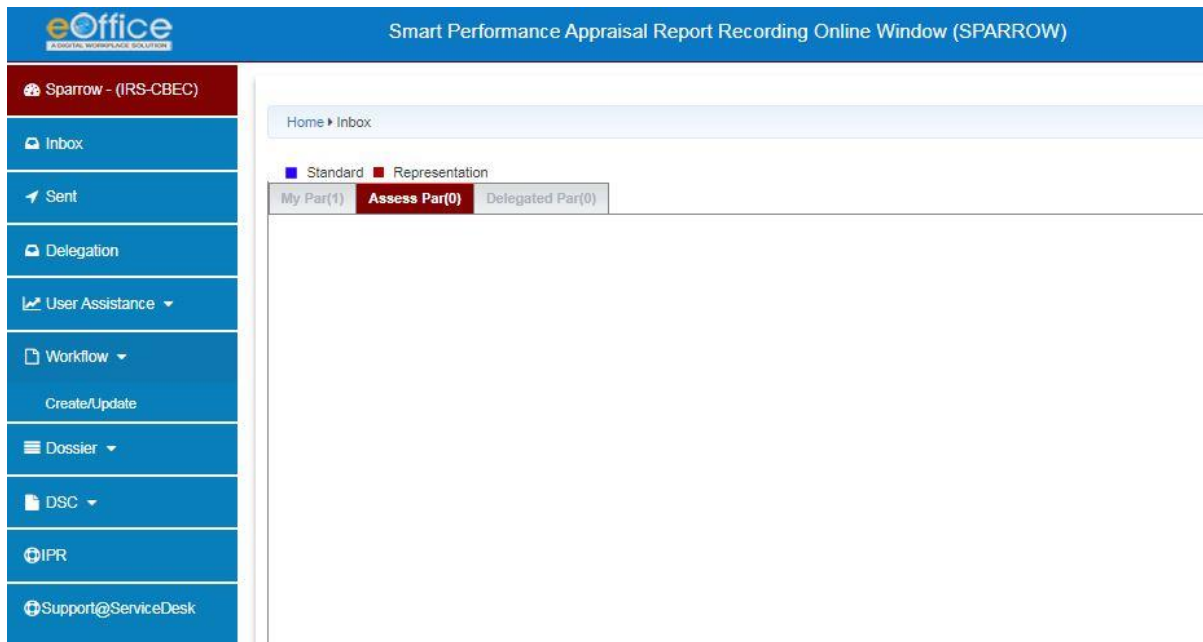 eOffice
A DIGITAL WORKPLACE SOLUTION
Smart Performance Appraisal Report Recording Online Window (SPARROW)
Sparrow - (IRS-CBEC)
Inbox
Sent
Delegation
User Assistance
Workflow
Create/Update
Dossier
DSC
IPR
Support@ServiceDesk
Home Inbox
Standard Representation
My Par(1) Assess Par(0) Delegated Par(0)